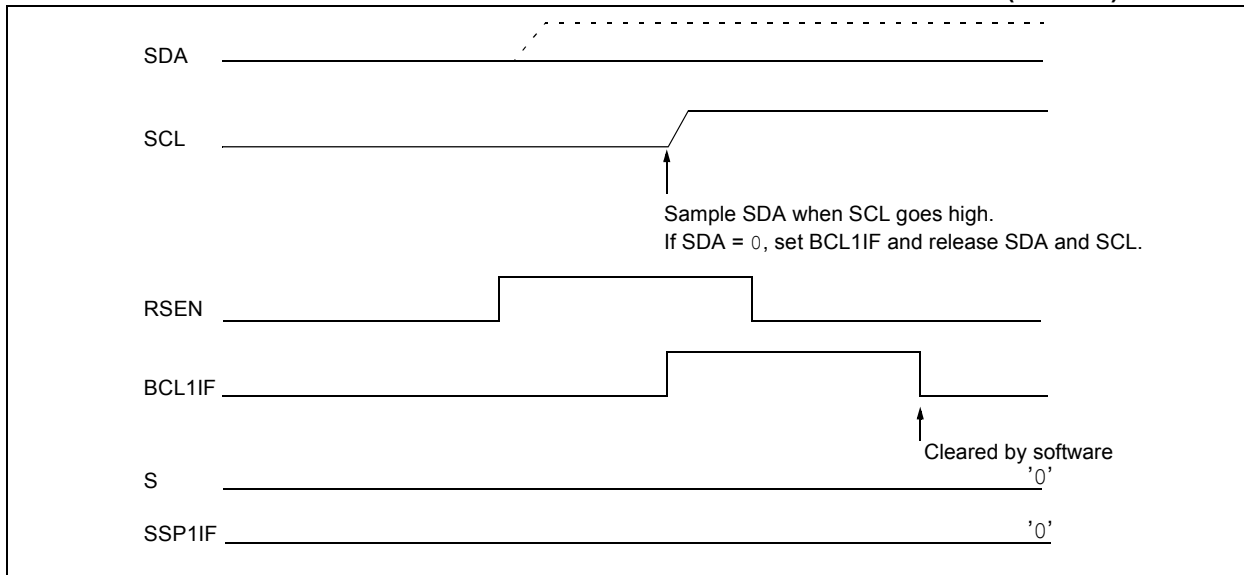 SDA
SCL
Sample SDA when SCL goes high.
If SDA = 0, set BCL1IF and release SDA and SCL.
RSEN
BCL1IF
Cleared by software
S
'0'
SSP1IF
'0'